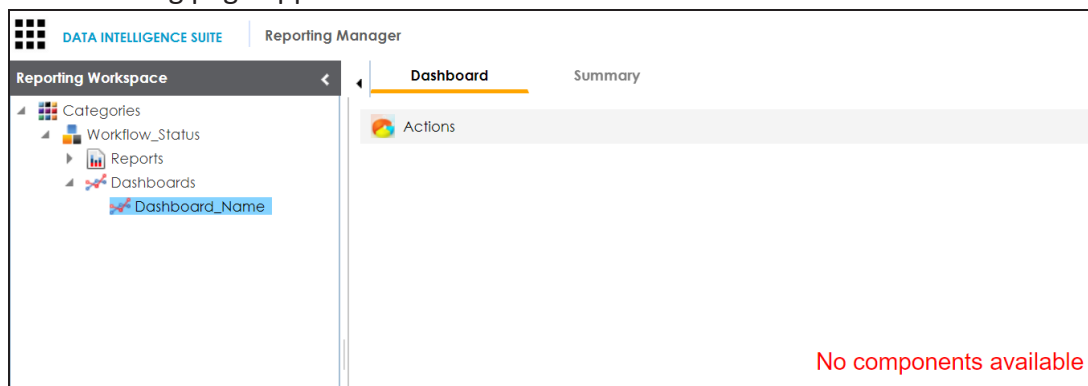 DATA INTELLIGENCE SUITE Reporting Manager
Reporting Workspace
Dashboard Summary
Categories
Actions
Workflow_Status
Reports
Dashboards
Dashboard_Name
No components available